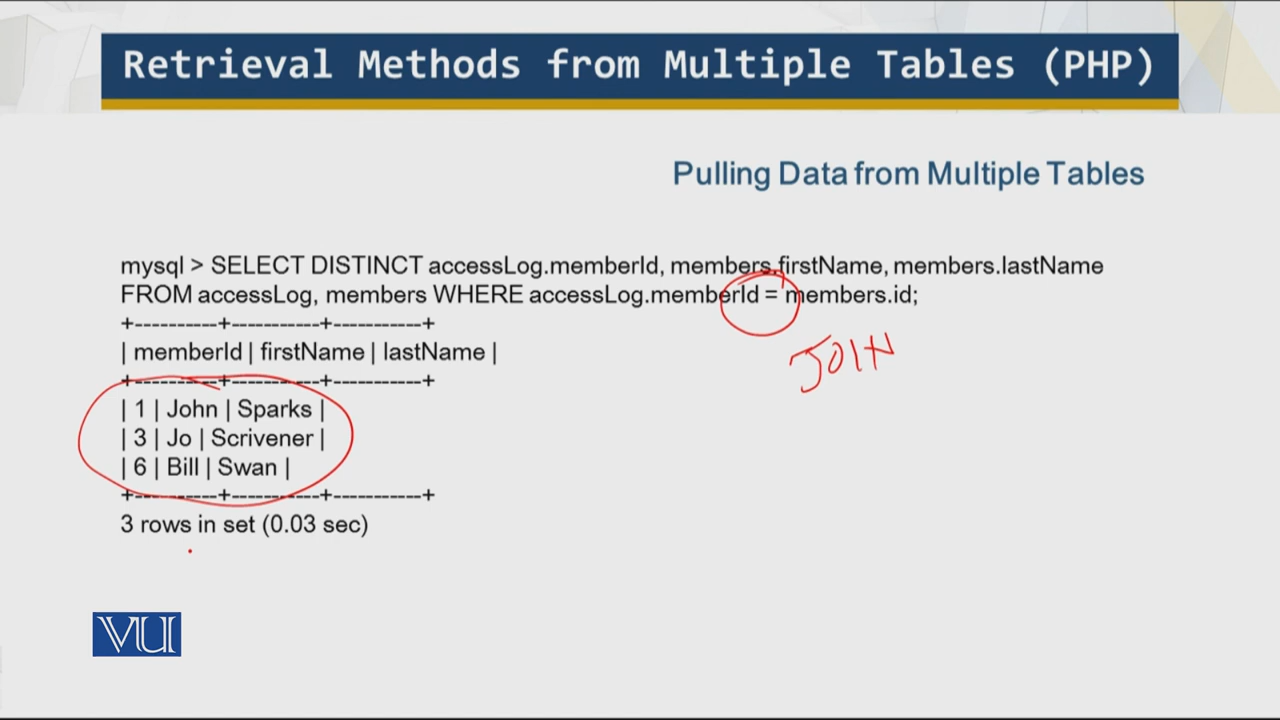 Retrieval Methods from Multiple Tables (PHP)
Pulling Data from Multiple Tables
mysql > SELECT DISTINCT accessLog.memberId, members.firstName, members.lastName
FROM accessLog, members WHERE accessLog.memberId = members.id;
+----------+-----------+-----------+
| memberId | firstName | lastName |
+----------+-----------+-----------+
| 1 | John | Sparks |
| 3 | Jo | Scrivener |
| 6 | Bill | Swan |
+----------+-----------+-----------+
3 rows in set (0.03 sec)
JOIN
VU